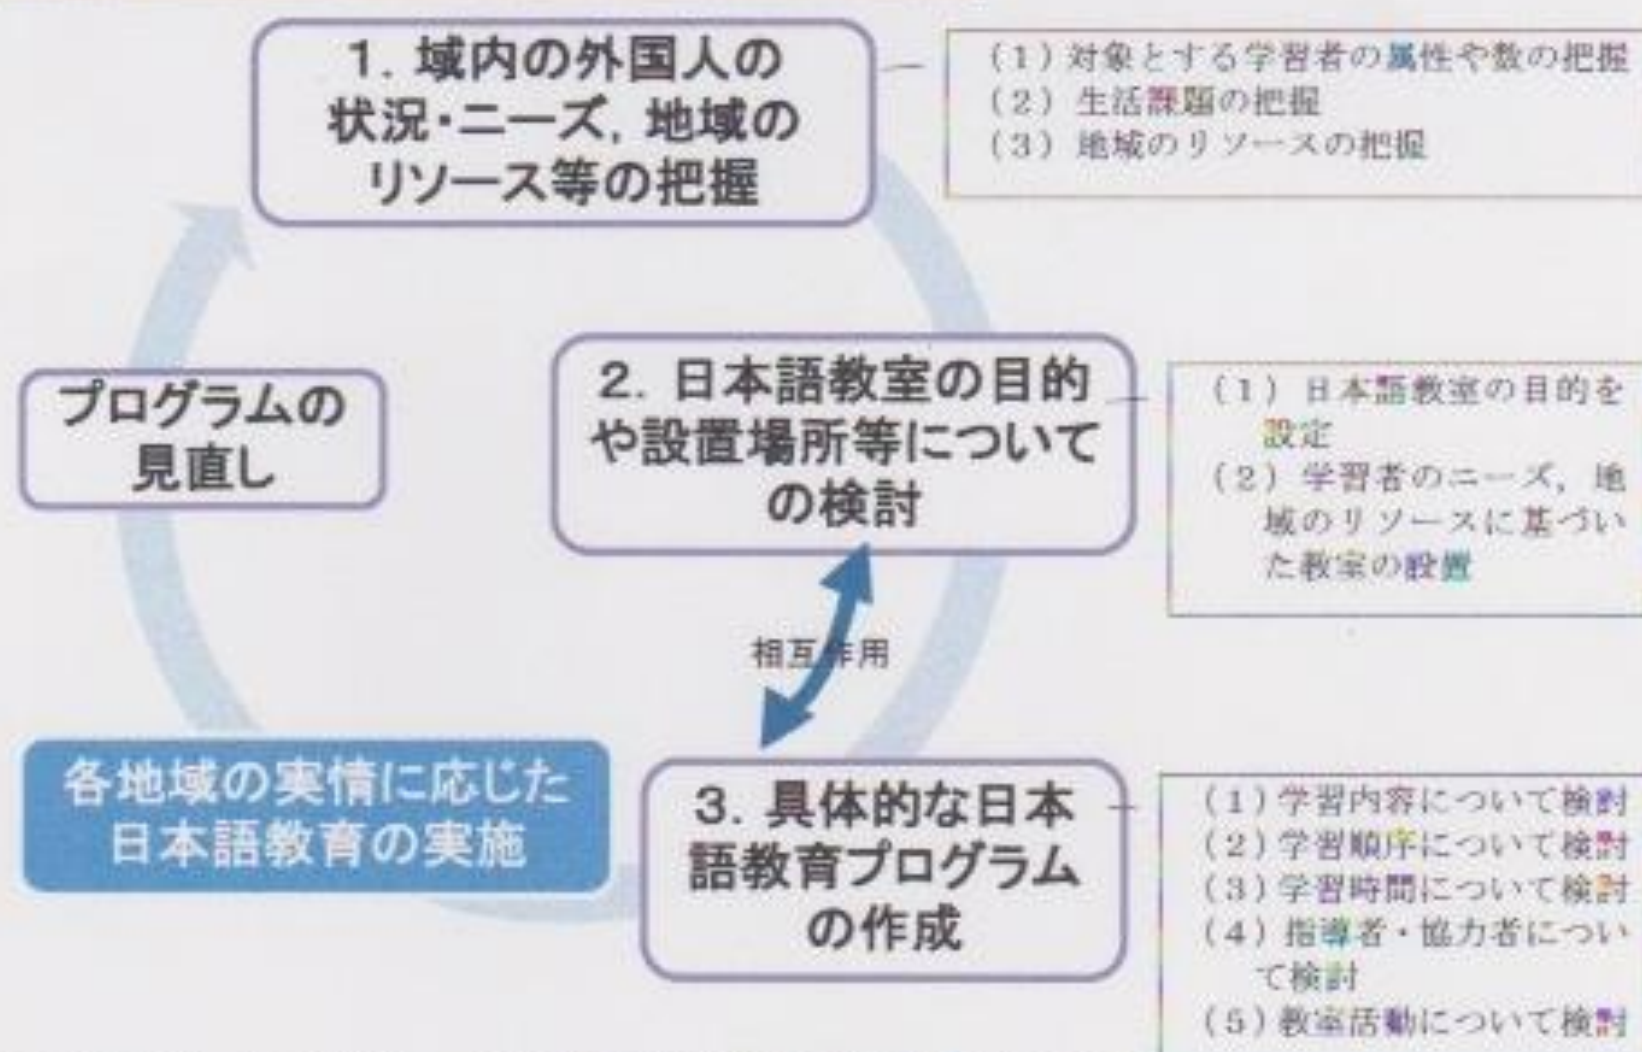 1. 域内の外国人の
状況・ニーズ, 地域の
リソース等の把握
(1)対象とする学習者の属性や数の把握
(2)生活課題の把握
(3)地域のリソースの把握
2. 日本語教室の目的
や設置場所等について
の検討
(1)日本語教室の目的を
設定
(2)学習者のニーズ, 地
域のリソースに基づい
た教室の設置
相互作用
3. 具体的な日本
語教育プログラム
の作成
(1)学習内容について検討
(2)学習順序について検討
(3)学習時間について検討
(4)指導者・協力者につい
て検討
(5)教室活動について検討
各地域の実情に応じた
日本語教育の実施
プログラムの
見直し